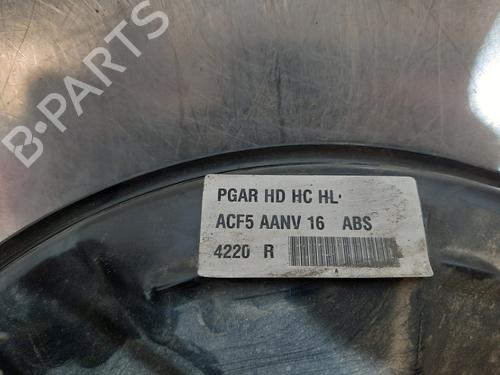 B-PARTS
PGAR HD HC HL
ACF5 AANV 16 ABS
4220 R